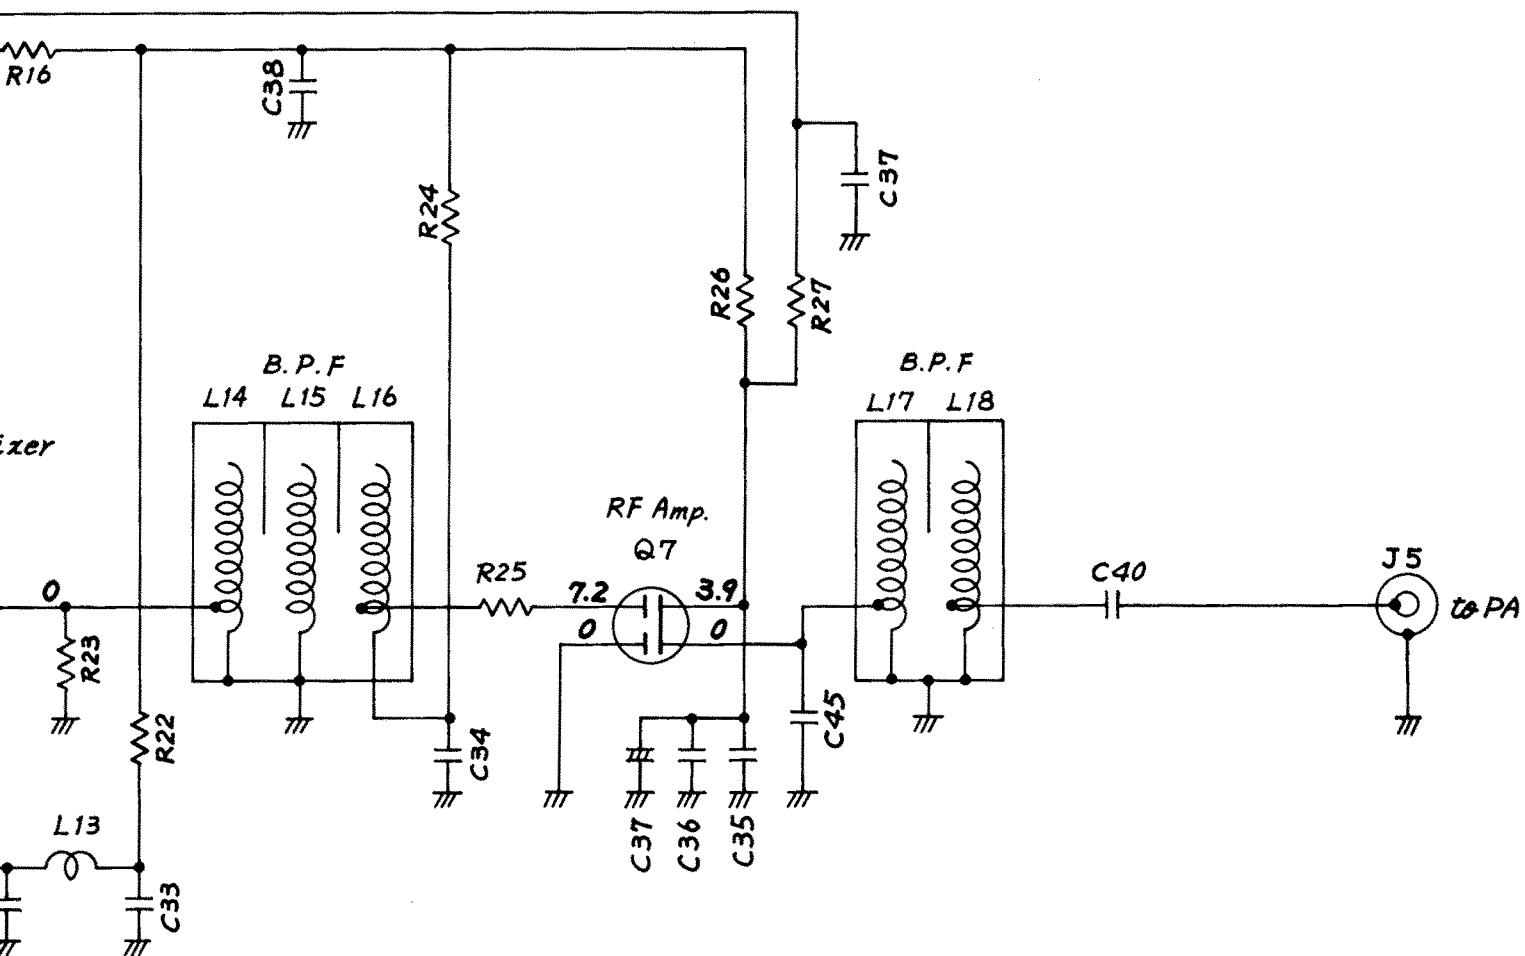 R16
C38
R24
C37
R26
R27
B.P.F
L14 L15 L16
B.P.F
L17 L18
ixer
RF Amp.
Q7
0
R25
7.2
3.9
0
0
C40
J5
to PA
R23
R22
C34
C45
L13
C37
C36
C35
C33